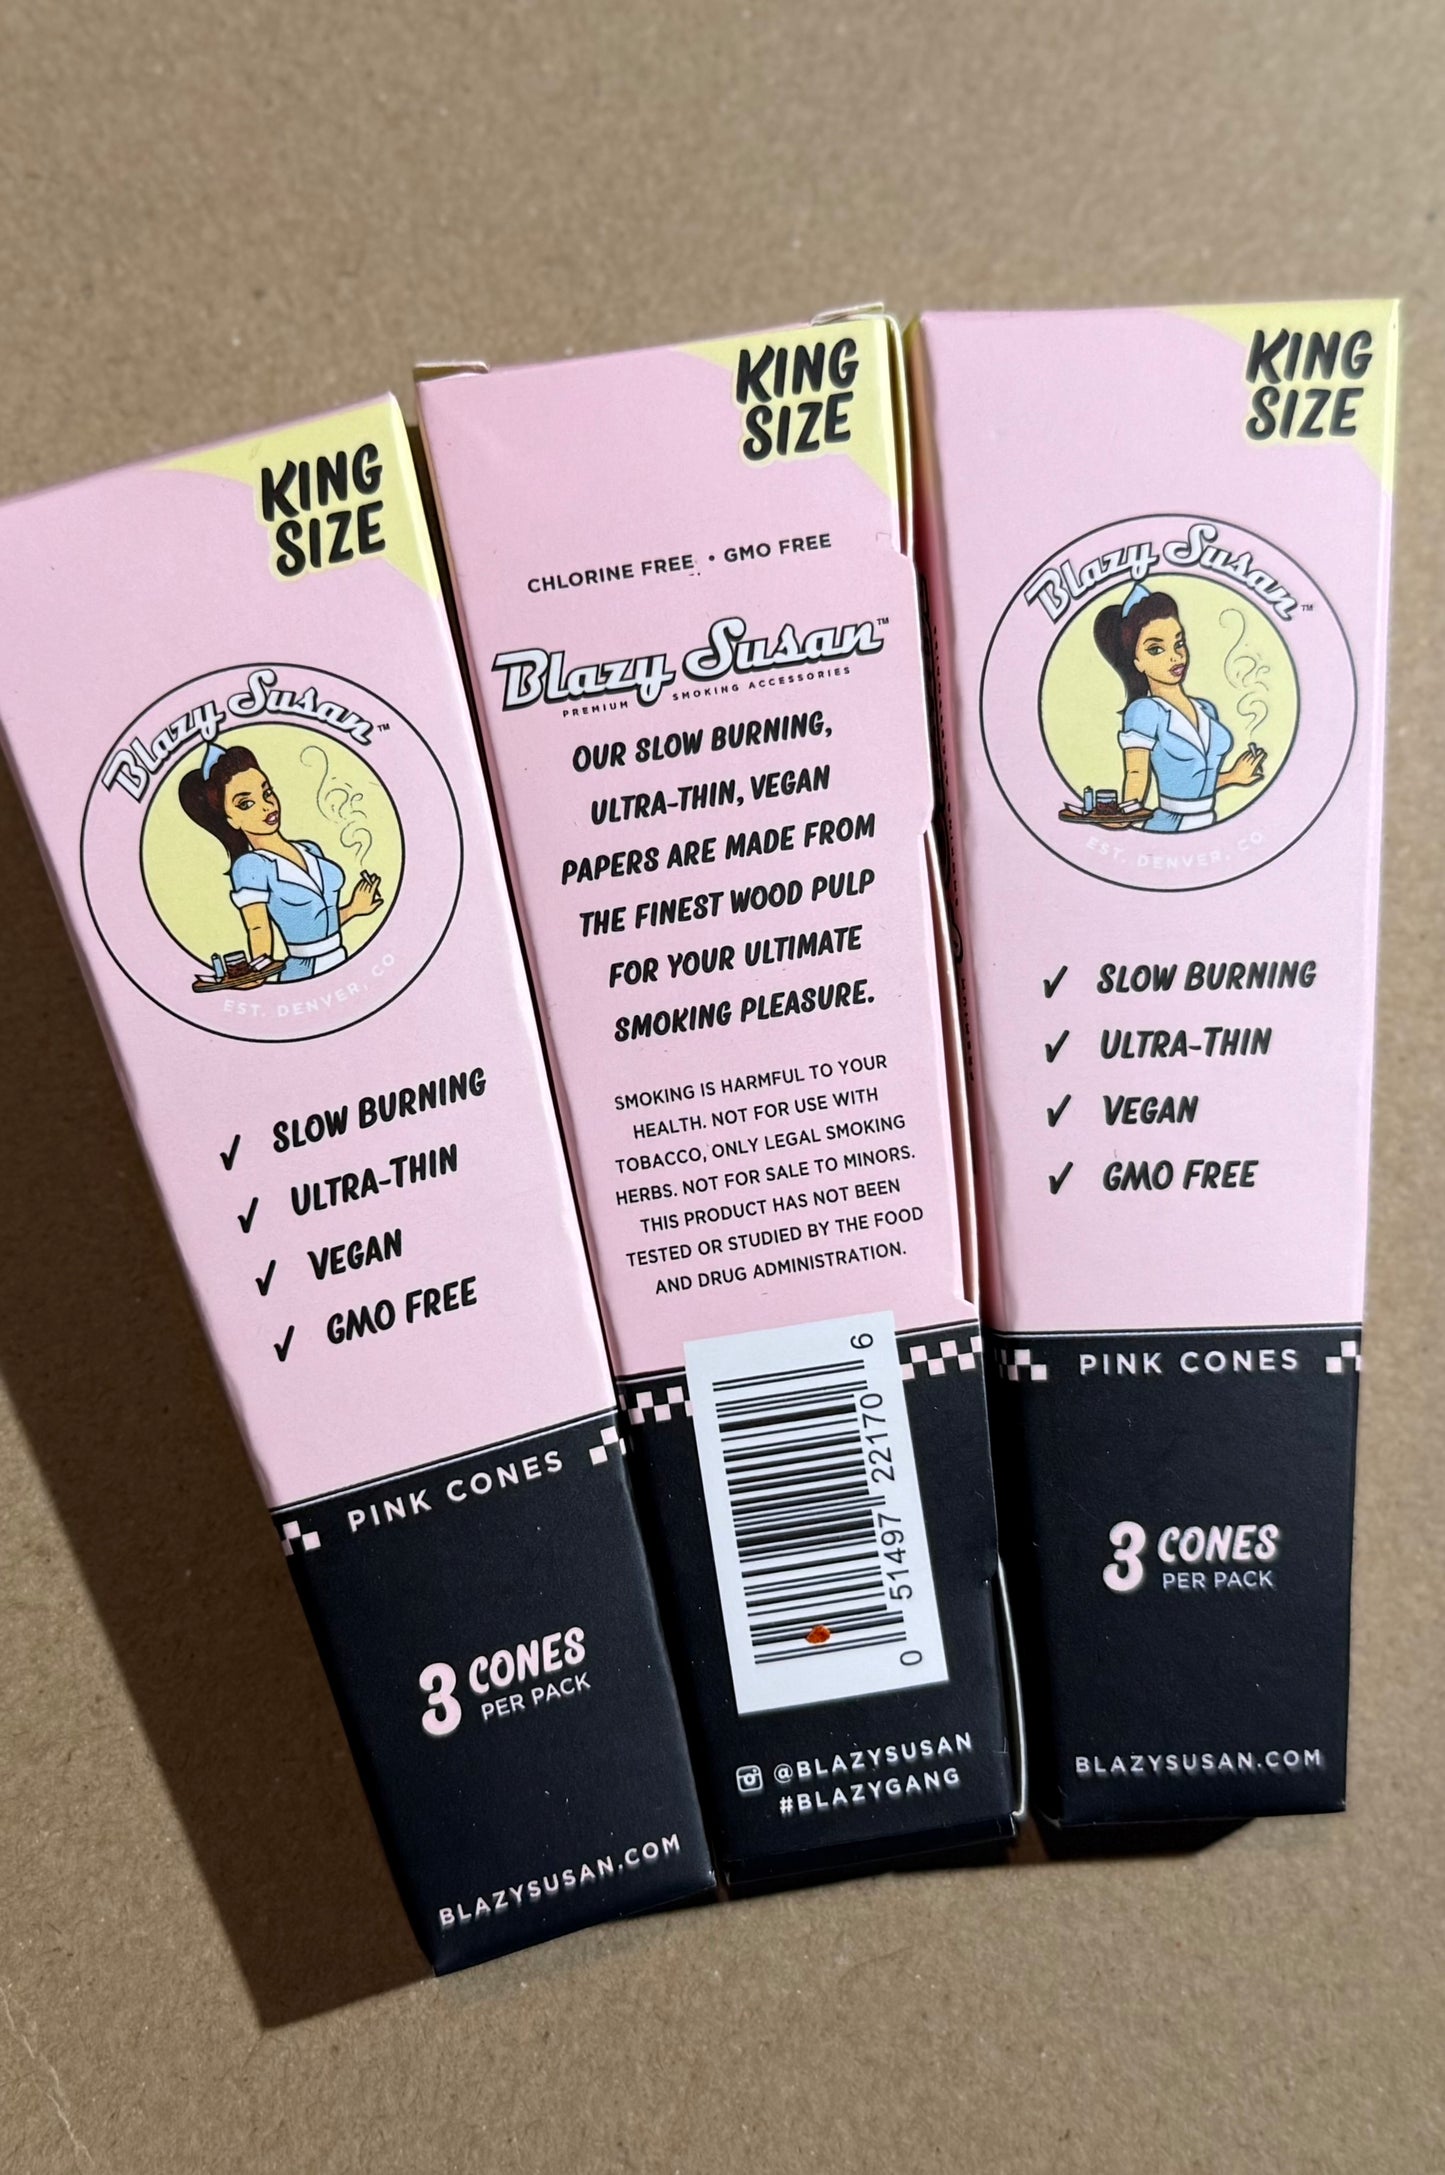 KING
SIZE
Blazy Susan™
EST. DENVER, CO
✓ SLOW BURNING
✓ ULTRA-THIN
✓ VEGAN
✓ GMO FREE
PINK CONES
3 CONES
PER PACK
BLAZYSUSAN.COM
KING
SIZE
CHLORINE FREE • GMO FREE
Blazy Susan™
PREMIUM SMOKING ACCESSORIES
OUR SLOW BURNING,
ULTRA-THIN, VEGAN
PAPERS ARE MADE FROM
THE FINEST WOOD PULP
FOR YOUR ULTIMATE
SMOKING PLEASURE.
SMOKING IS HARMFUL TO YOUR
HEALTH. NOT FOR USE WITH
TOBACCO, ONLY LEGAL SMOKING
HERBS. NOT FOR SALE TO MINORS.
THIS PRODUCT HAS NOT BEEN
TESTED OR STUDIED BY THE FOOD
AND DRUG ADMINISTRATION.
0 51497 22170 6
@BLAZYSUSAN
#BLAZYGANG
KING
SIZE
Blazy Susan™
EST. DENVER, CO
✓ SLOW BURNING
✓ ULTRA-THIN
✓ VEGAN
✓ GMO FREE
PINK CONES
3 CONES
PER PACK
BLAZYSUSAN.COM